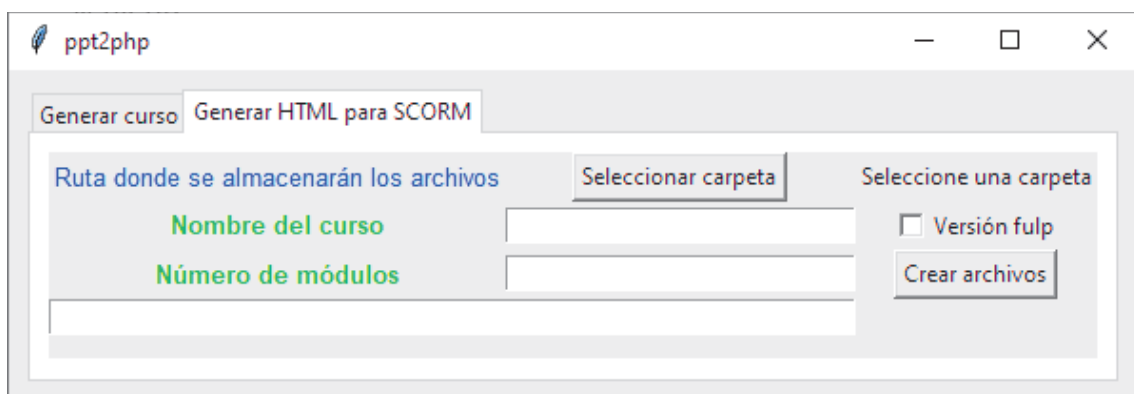 ppt2php
Generar curso Generar HTML para SCORM
Ruta donde se almacenarán los archivos Seleccionar carpeta Seleccione una carpeta
Nombre del curso Versión fulp
Número de módulos Crear archivos